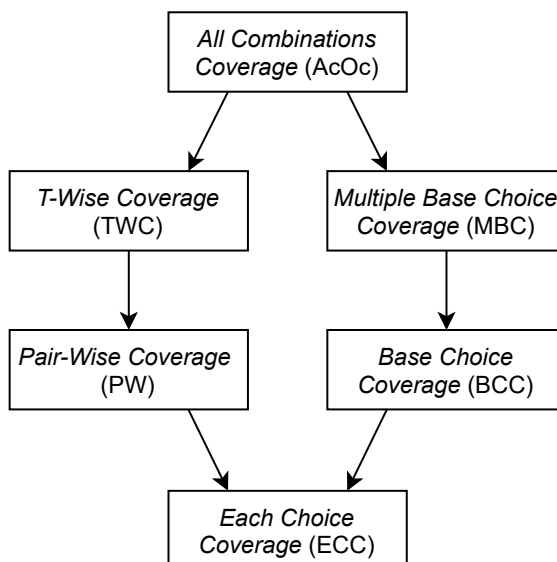 All Combinations
Coverage (AcOc)
T-Wise Coverage
(TWC)
Multiple Base Choice
Coverage (MBC)
Pair-Wise Coverage
(PW)
Base Choice
Coverage (BCC)
Each Choice
Coverage (ECC)